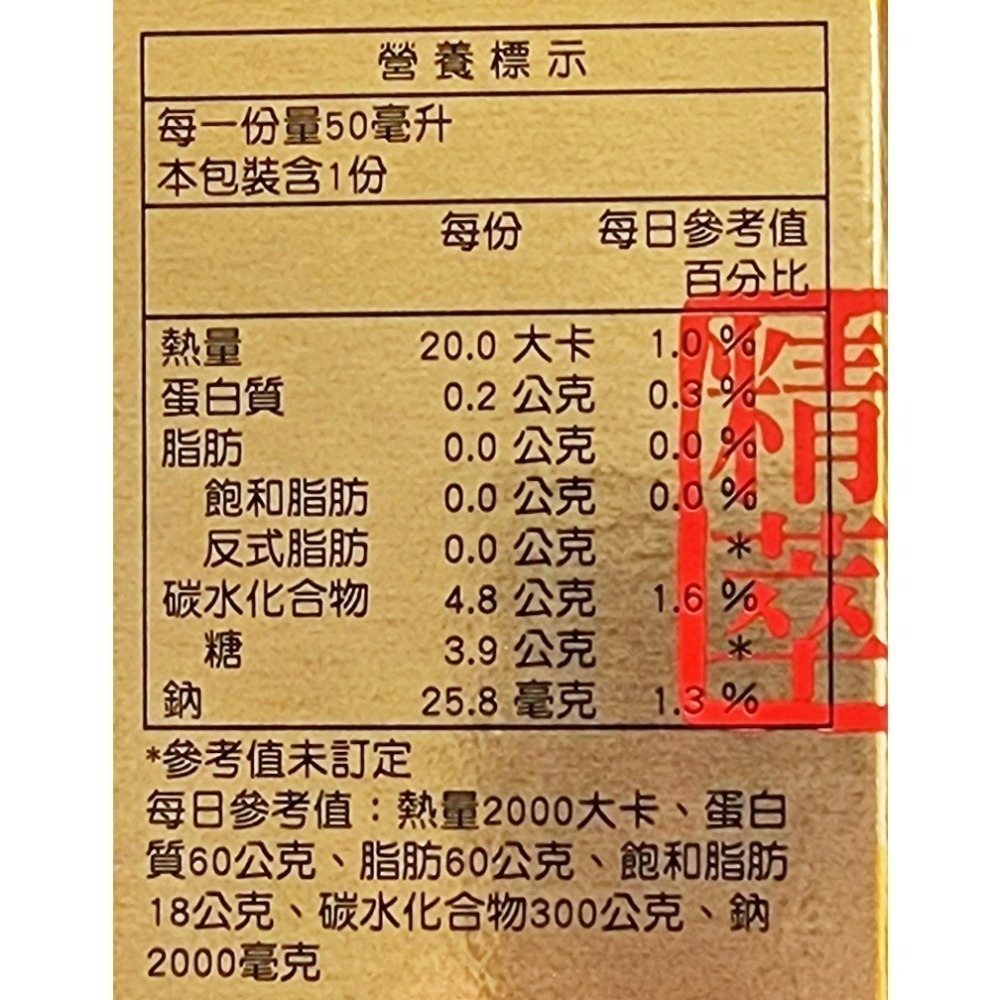 營養標示
每一份量50毫升
本包裝含1份
每份 每日參考值
百分比
熱量 20.0 大卡 1.0 %
蛋白質 0.2 公克 0.3 %
脂肪 0.0 公克 0.0 %
飽和脂肪 0.0 公克 0.0 %
反式脂肪 0.0 公克 *
碳水化合物 4.8 公克 1.6 %
糖 3.9 公克 *
鈉 25.8 毫克 1.3 %
*參考值未訂定
每日參考值：熱量2000大卡、蛋白
質60公克、脂肪60公克、飽和脂肪
18公克、碳水化合物300公克、鈉
2000毫克
精萃